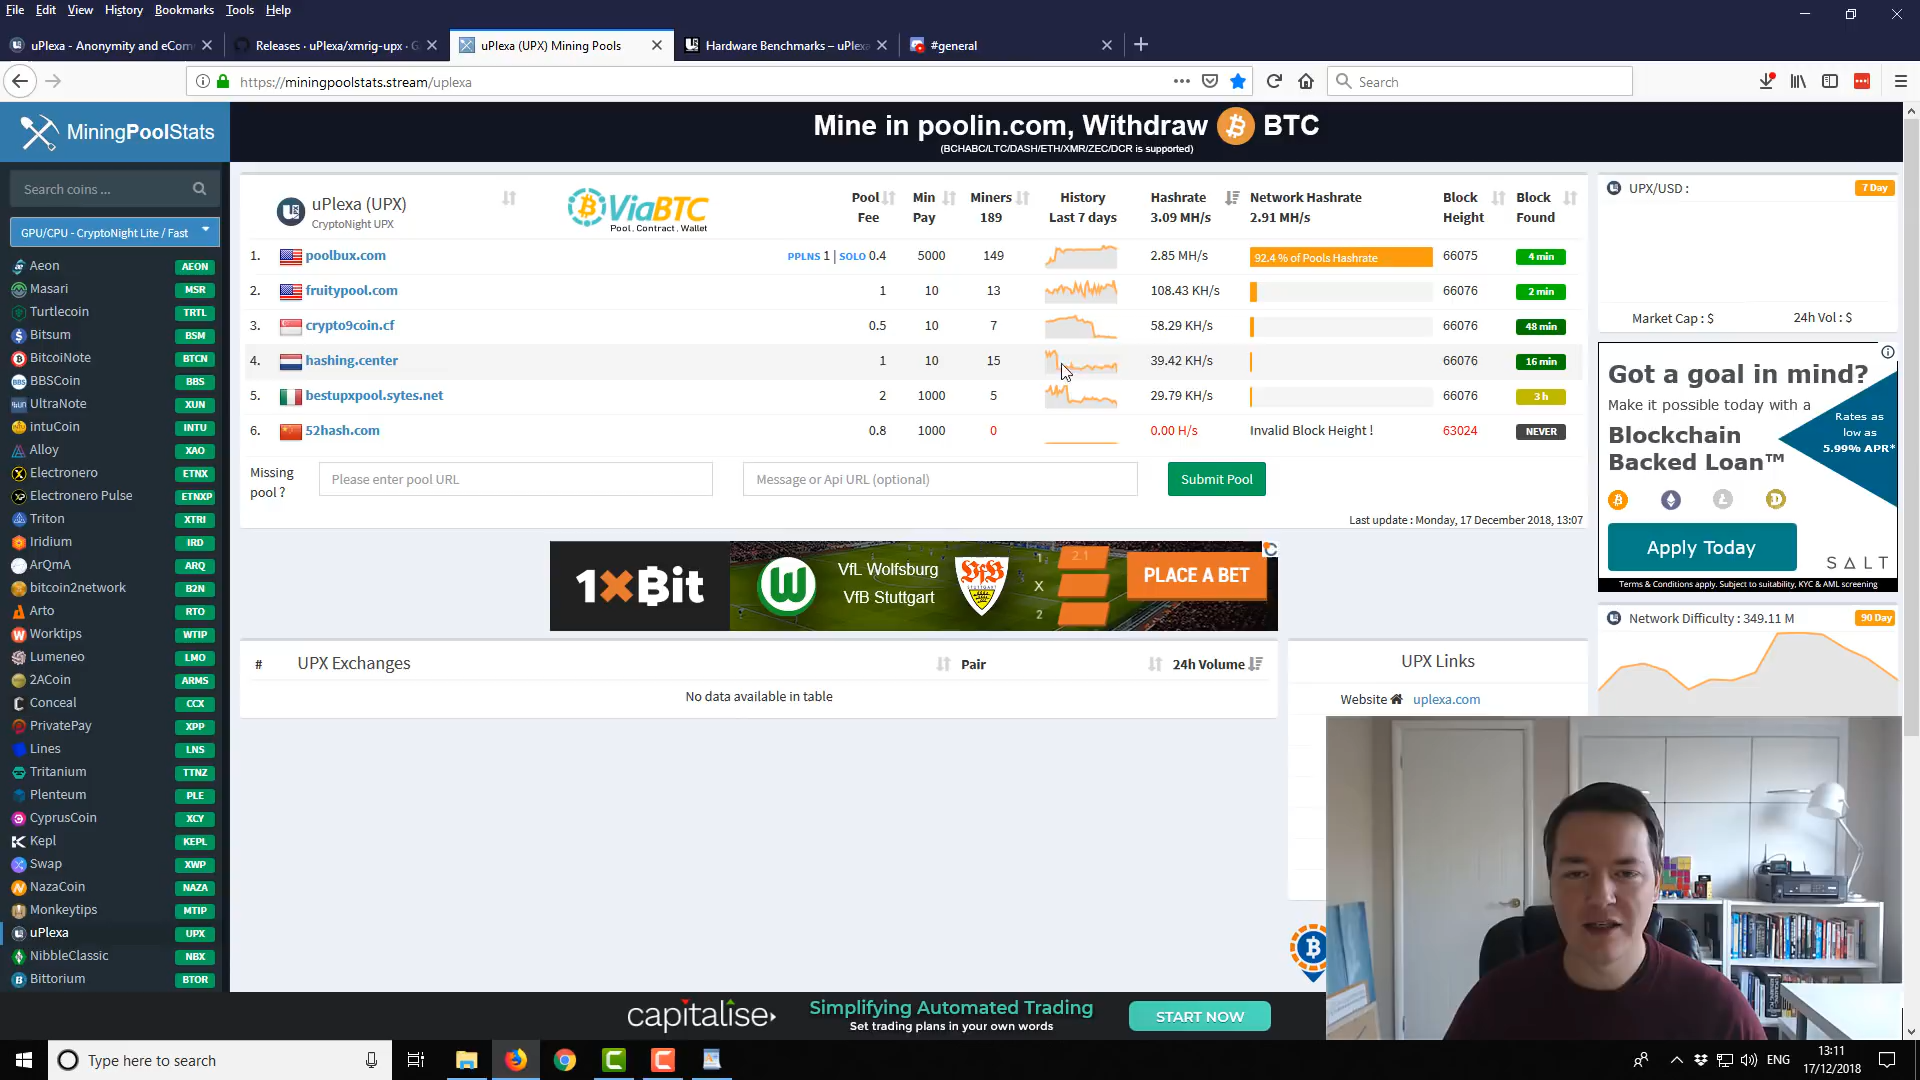 File Edit View History Bookmarks Tools Help
uPlexa - Anonymity and eCom
Releases · uPlexa/xmrig-upx · G
uPlexa (UPX) Mining Pools
Hardware Benchmarks – uPlexa
#general
https://miningpoolstats.stream/uplexa
Search
MiningPoolStats
Mine in poolin.com, Withdraw BTC
(BCHABC/LTC/DASH/ETH/XMR/ZEC/DCR is supported)
Search coins ...
GPU/CPU - CryptoNight Lite / Fast
Aeon AEON
Masari MSR
Turtlecoin TRTL
Bitsum BSM
BitcoiNote BTCN
BBSCoin BBS
UltraNote XUN
intuCoin INTU
Alloy XAO
Electronero ETNX
Electronero Pulse ETNXP
Triton XTRI
Iridium IRD
ArQmA ARQ
bitcoin2network B2N
Arto RTO
Worktips WTIP
Lumeneo LMO
2ACoin ARMS
Conceal CCX
PrivatePay XPP
Lines LNS
Tritanium TTNZ
Plenteum PLE
CyprusCoin XCY
Kepl KEPL
Swap XWP
NazaCoin NAZA
Monkeytips MTIP
uPlexa UPX
NibbleClassic NBX
Bittorium BTOR
uPlexa (UPX)
CryptoNight UPX
ViaBTC
Pool . Contract . Wallet
Pool Fee
Min Pay
Miners 189
History Last 7 days
Hashrate 3.09 MH/s
Network Hashrate 2.91 MH/s
Block Height
Block Found
1. poolbux.com PPLNS 1 | SOLO 0.4 5000 149 2.85 MH/s 92.4 % of Pools Hashrate 66075 4 min
2. fruitypool.com 1 10 13 108.43 KH/s 66076 2 min
3. crypto9coin.cf 0.5 10 7 58.29 KH/s 66076 48 min
4. hashing.center 1 10 15 39.42 KH/s 66076 16 min
5. bestupxpool.sytes.net 2 1000 5 29.79 KH/s 66076 3 h
6. 52hash.com 0.8 1000 0 0.00 H/s Invalid Block Height ! 63024 NEVER
Missing pool ?
Please enter pool URL
Message or Api URL (optional)
Submit Pool
Last update : Monday, 17 December 2018, 13:07
UPX/USD : 7 Day
Market Cap : $ 24h Vol : $
Got a goal in mind?
Make it possible today with a
Blockchain
Backed Loan™
Rates as
low as
5.99% APR*
Apply Today
SALT
Terms & Conditions apply. Subject to suitability, KYC & AML screening
1XBit
VfL Wolfsburg
VfB Stuttgart
1 2.1
X
2
PLACE A BET
Network Difficulty : 349.11 M 90 Day
# UPX Exchanges Pair 24h Volume
No data available in table
UPX Links
Website uplexa.com
capitalise
Simplifying Automated Trading
Set trading plans in your own words
START NOW
Type here to search
ENG
13:11
17/12/2018